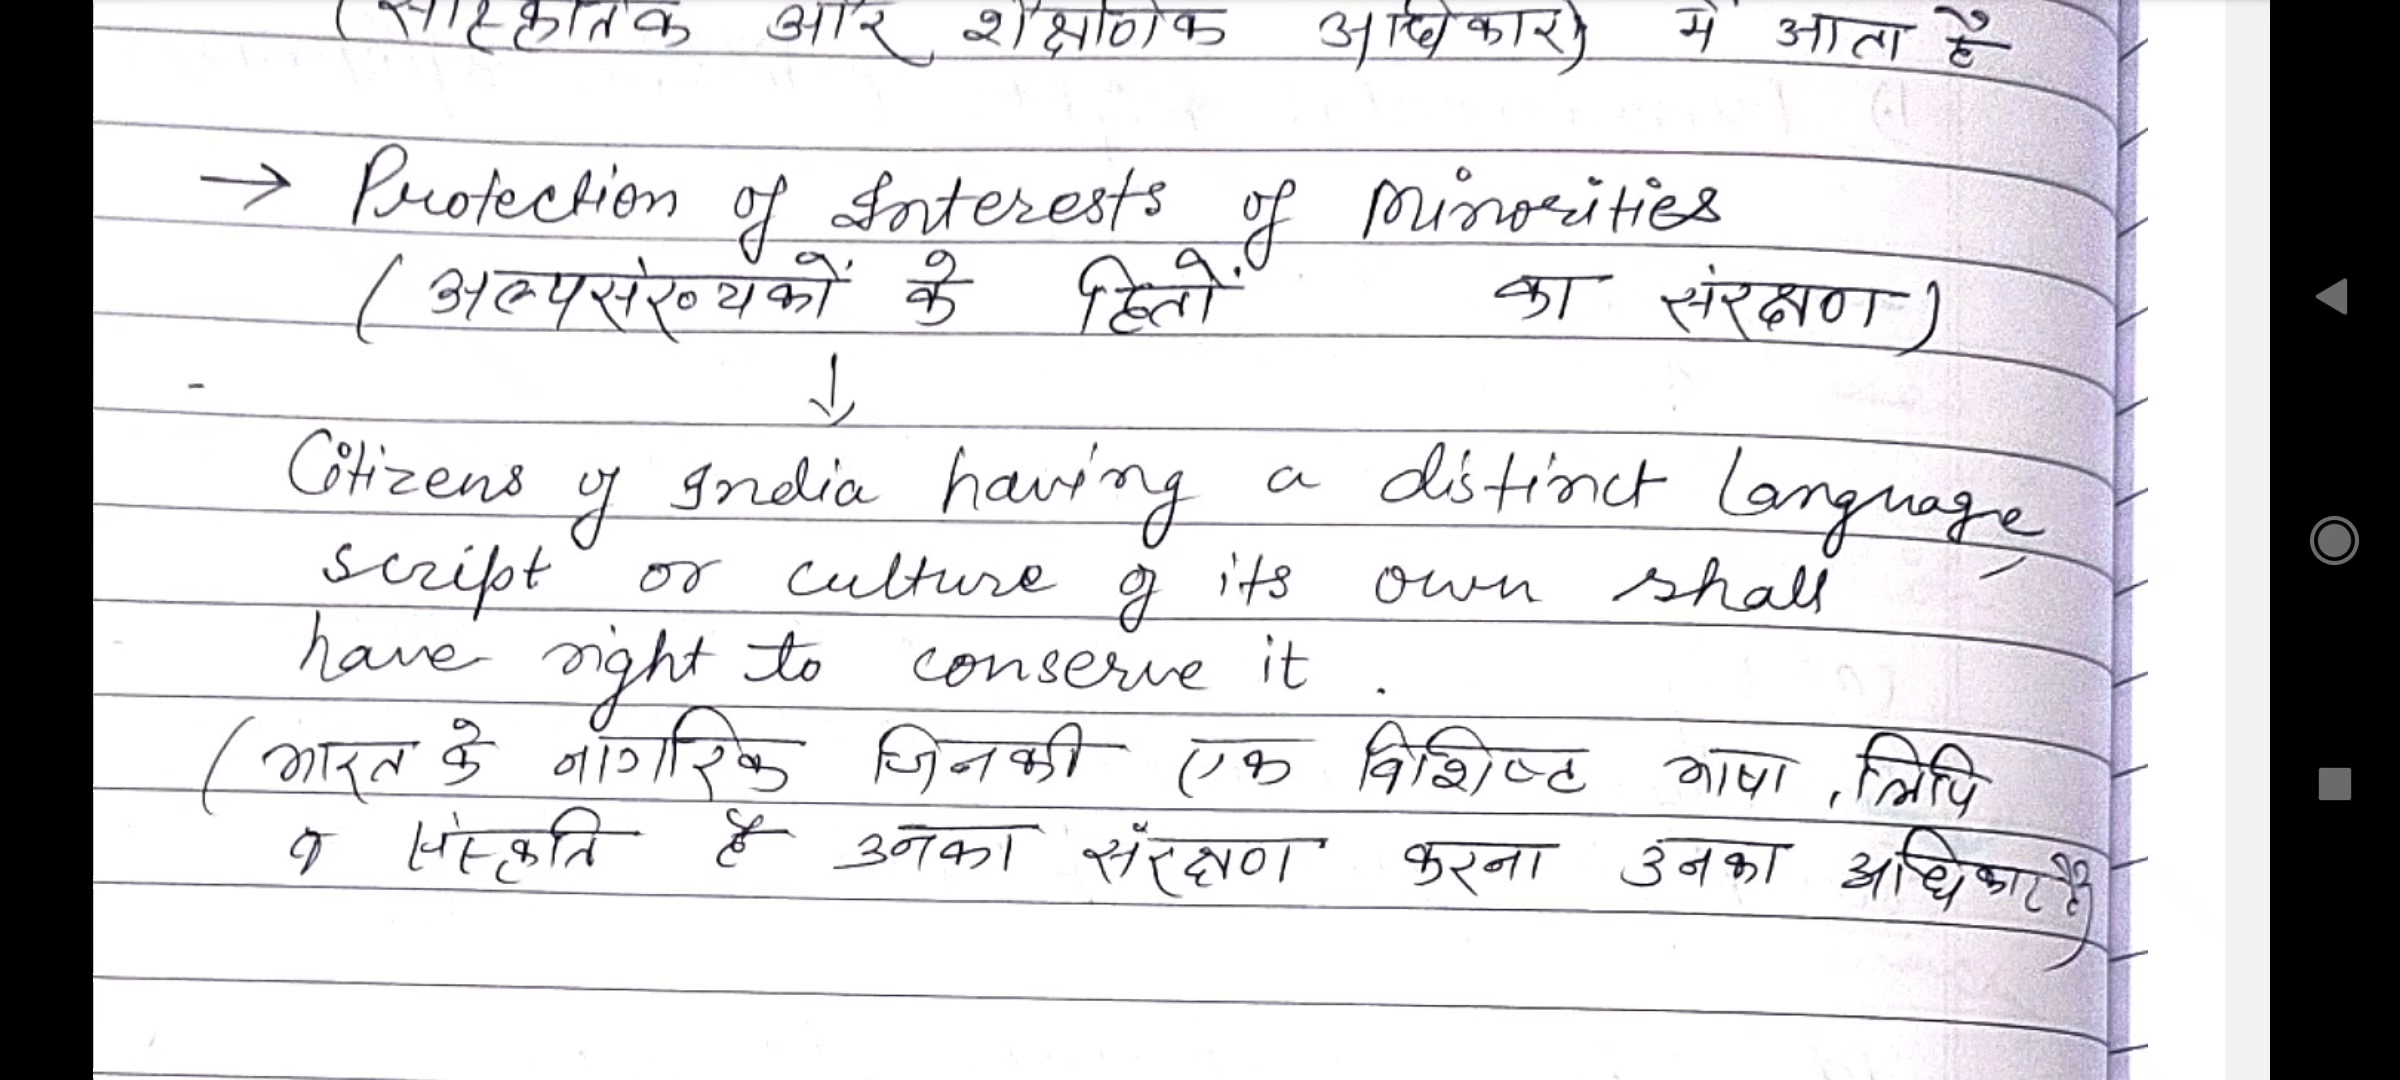 (सांस्कृतिक और शैक्षणिक अधिकार) में आता है
→ Protection of Interests of Minorities
(अल्पसंख्यकों के हितों का संरक्षण)
↓
Citizens of India having a distinct language,
script or culture of its own shall
have right to conserve it.
(भारत के नागरिक जिनकी एक विशिष्ट भाषा, लिपि
व संस्कृति है उनका संरक्षण करना उनका अधिकार है)